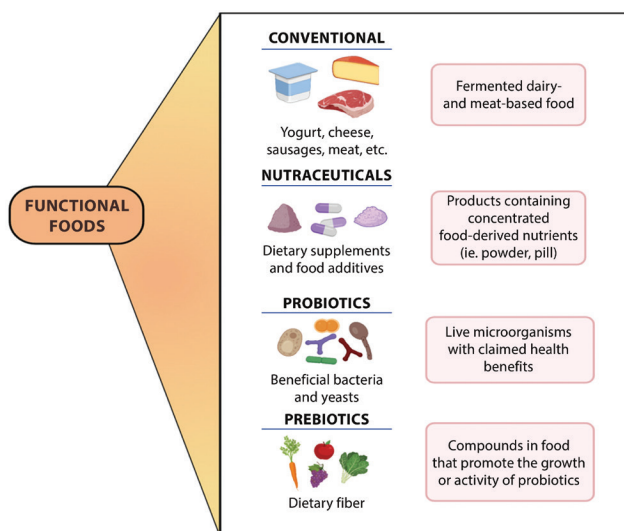 FUNCTIONAL
FOODS
CONVENTIONAL
Yogurt, cheese,
sausages, meat, etc.
Fermented dairy-
and meat-based food
NUTRACEUTICALS
Dietary supplements
and food additives
Products containing
concentrated
food-derived nutrients
(ie. powder, pill)
PROBIOTICS
Beneficial bacteria
and yeasts
Live microorganisms
with claimed health
benefits
PREBIOTICS
Dietary fiber
Compounds in food
that promote the growth
or activity of probiotics